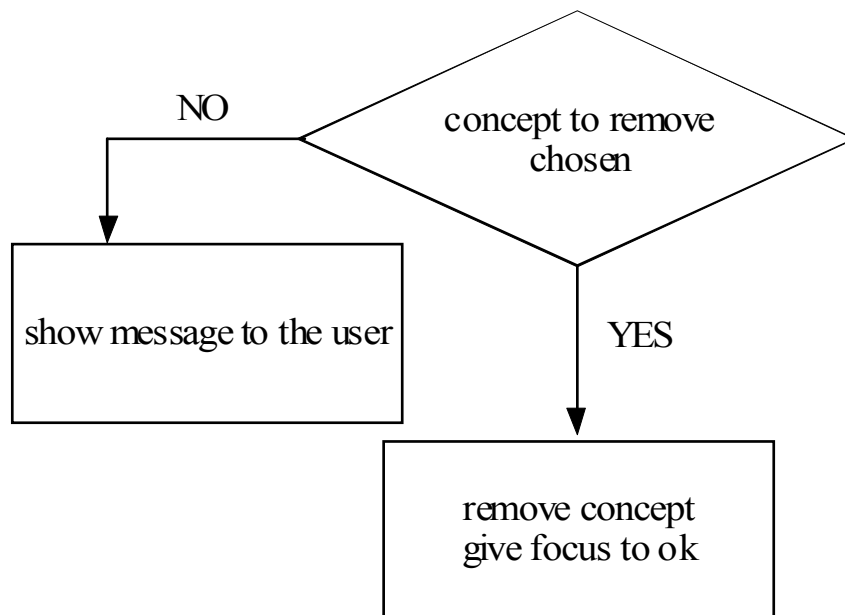 NO
concept to remove
chosen
show message to the user
YES
remove concept
give focus to ok